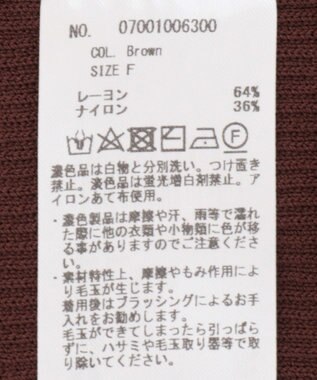 NO. 07001006300
COL. Brown
SIZE F
レーヨン 64%
ナイロン 36%
F
濃色品は白物と分別洗い。つけ置き
禁止。濃色品は蛍光増白剤禁止。ア
イロンあて布使用。
・濃色製品は摩擦や汗、雨等で濡れ
た際に他の衣類や小物類に色が移
る事がありますのでご注意くださ
い。
・素材特性上、摩擦やもみ作用によ
り毛玉が生じます。
着用後はブラッシングによるお手
入れをお勧めします。
毛玉ができてしまったら引っぱら
ずに、ハサミや毛玉取り器等で取
り除いてください。